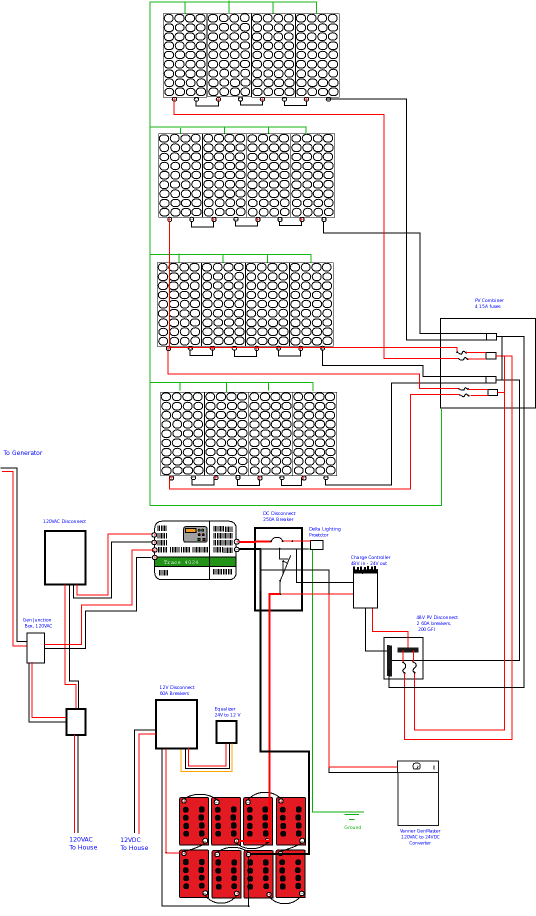 PV Combiner
4 15A fuses
To Generator
120VAC Disconnect
DC Disconnect
250A Breaker
Delta Lighting
Protector
Trace 4024
Charge Controller
48V in - 24V out
Gen Junction
Box, 120VAC
48V PV Disconnect
2 60A breakers,
200 GFI
12V Disconnect
60A Breakers
Equalizer
24V to 12 V
Ground
Vanner GenMaster
120VAC to 24VDC
Converter
120VAC
To House
12VDC
To House